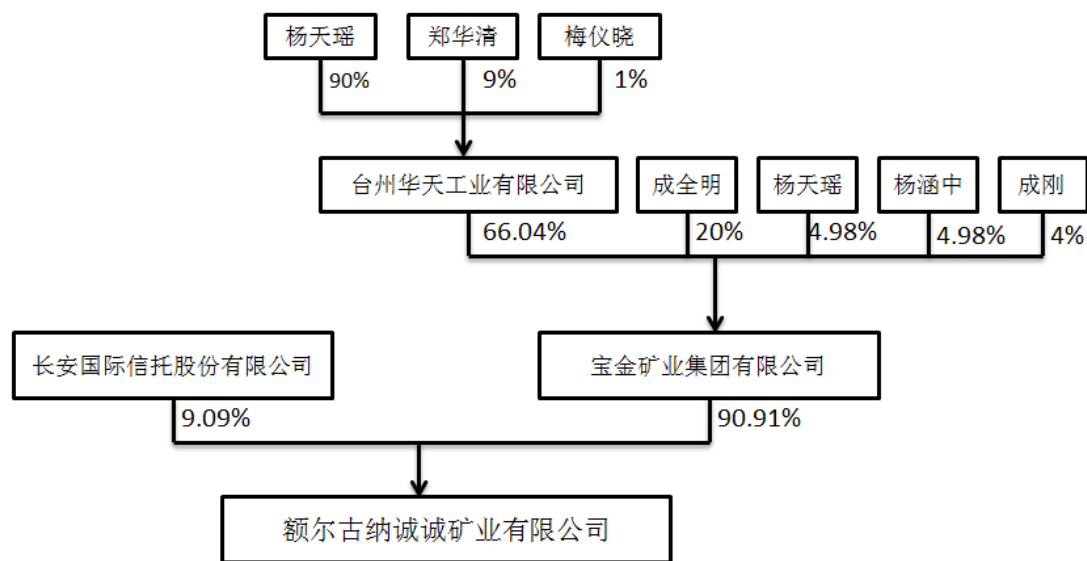 杨天瑶
郑华清
梅仪晓
90%
9%
1%
台州华天工业有限公司
成全明
杨天瑶
杨涵中
成刚
66.04%
20%
4.98%
4.98%
4%
长安国际信托股份有限公司
宝金矿业集团有限公司
9.09%
90.91%
额尔古纳诚诚矿业有限公司